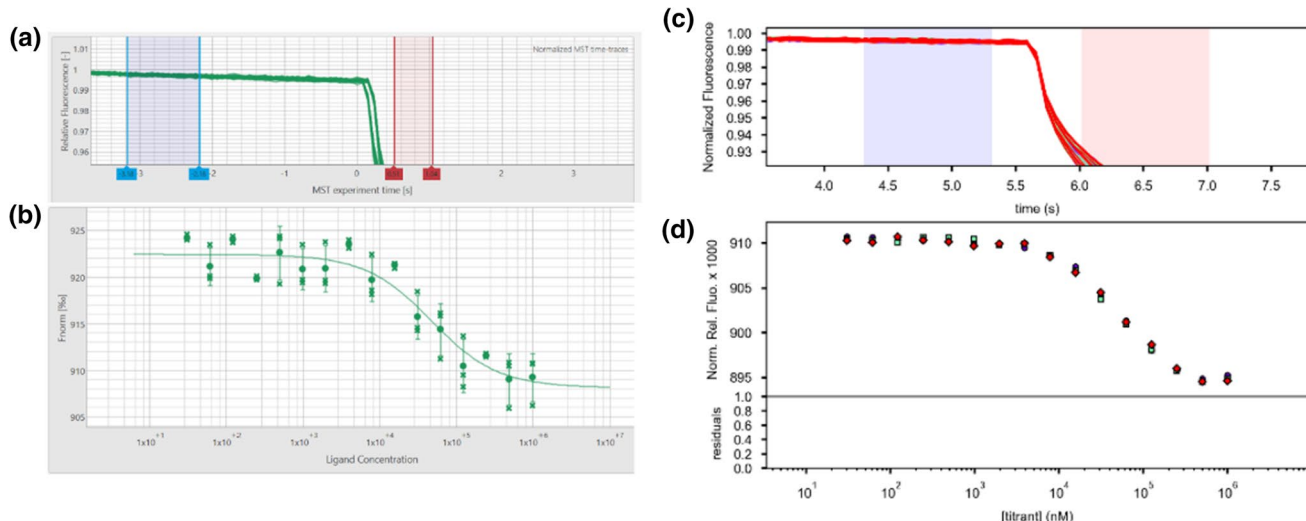 (a)
Normalized MST time-traces
Relative Fluorescence [-]
1.01
1
0.99
0.98
0.97
0.96
-3
-2
-1
0
1
2
3
MST experiment time [s]
(b)
Fnorm [‰]
920
915
910
905
1x10⁺¹
1x10⁺²
1x10⁺³
1x10⁺⁴
1x10⁺⁵
1x10⁺⁶
1x10⁺⁷
Ligand Concentration
(c)
Normalized Fluorescence
1.00
0.99
0.98
0.97
0.96
0.95
0.94
0.93
4.0
4.5
5.0
5.5
6.0
6.5
7.0
7.5
time (s)
(d)
Norm. Rel. Fluo. x 1000
910
905
900
895
residuals
1.0
0.8
0.6
0.4
0.2
0.0
10¹
10²
10³
10⁴
10⁵
10⁶
[titrant] (nM)